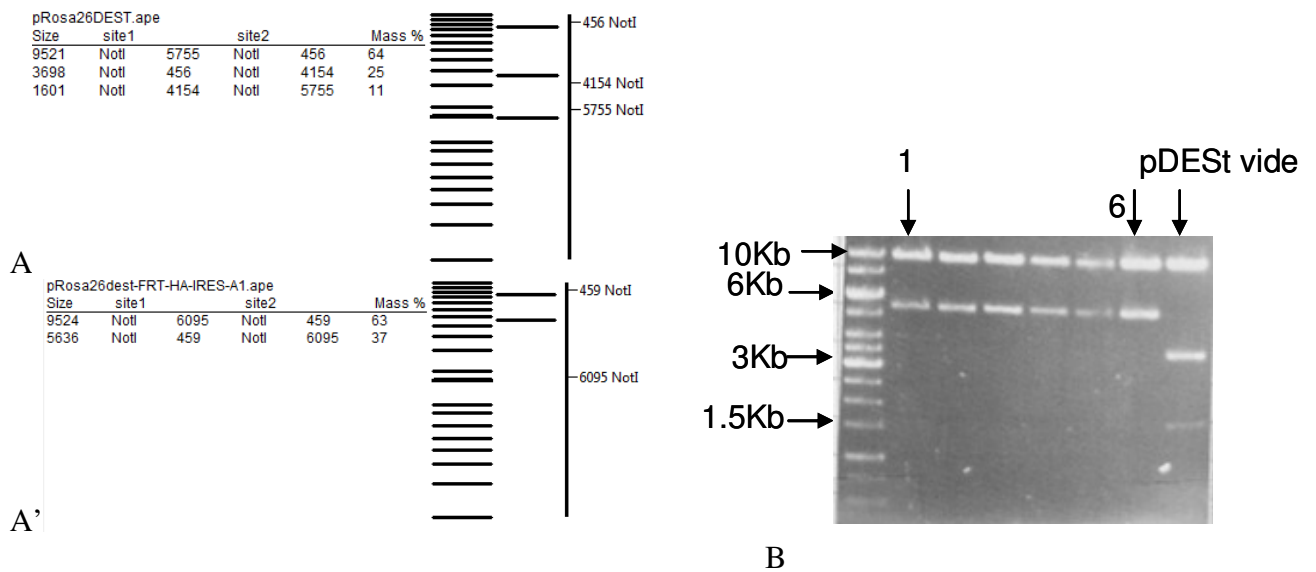 pRosa26DEST.ape
Size site1 site2 Mass %
9521 NotI 5755 NotI 456 64
3698 NotI 456 NotI 4154 25
1601 NotI 4154 NotI 5755 11
456 NotI
4154 NotI
5755 NotI
A
pRosa26dest-FRT-HA-IRES-A1.ape
Size site1 site2 Mass %
9524 NotI 6095 NotI 459 63
5636 NotI 459 NotI 6095 37
459 NotI
6095 NotI
A’
1
pDESt vide
6
10Kb
6Kb
3Kb
1.5Kb
B